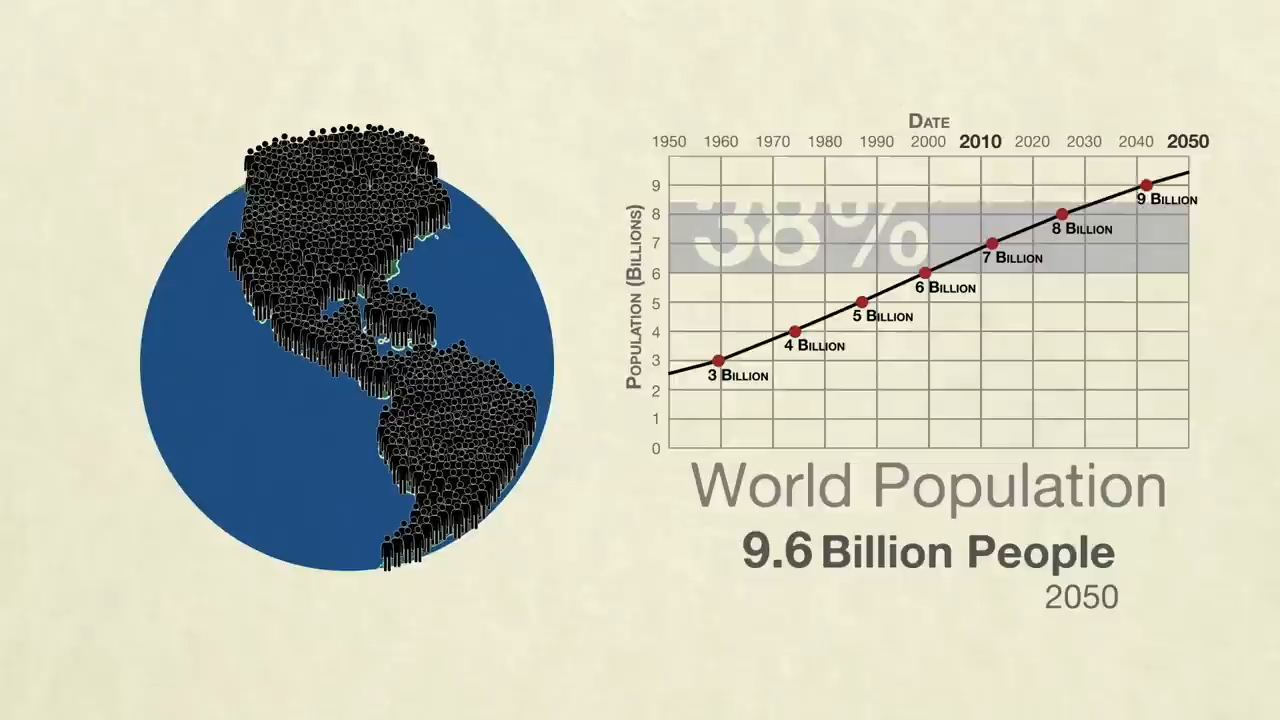 DATE
1950 1960 1970 1980 1990 2000 2010 2020 2030 2040 2050
POPULATION (BILLIONS)
9
8
7
6
5
4
3
2
1
0
38%
9 BILLION
8 BILLION
7 BILLION
6 BILLION
5 BILLION
4 BILLION
3 BILLION
World Population
9.6 Billion People
2050